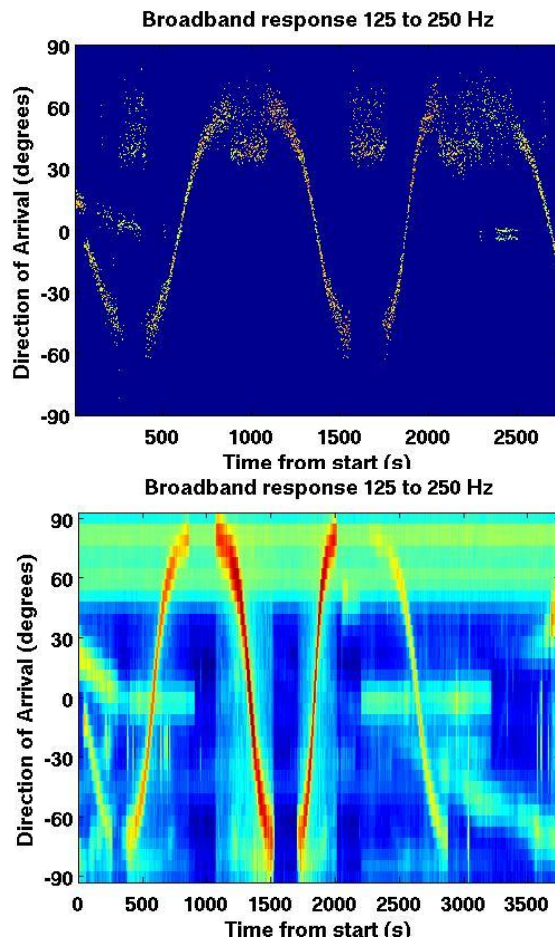 Broadband response 125 to 250 Hz
90
60
30
0
-30
-60
-90
Direction of Arrival (degrees)
500 1000 1500 2000 2500
Time from start (s)
Broadband response 125 to 250 Hz
90
60
30
0
-30
-60
-90
Direction of Arrival (degrees)
0 500 1000 1500 2000 2500 3000 3500
Time from start (s)